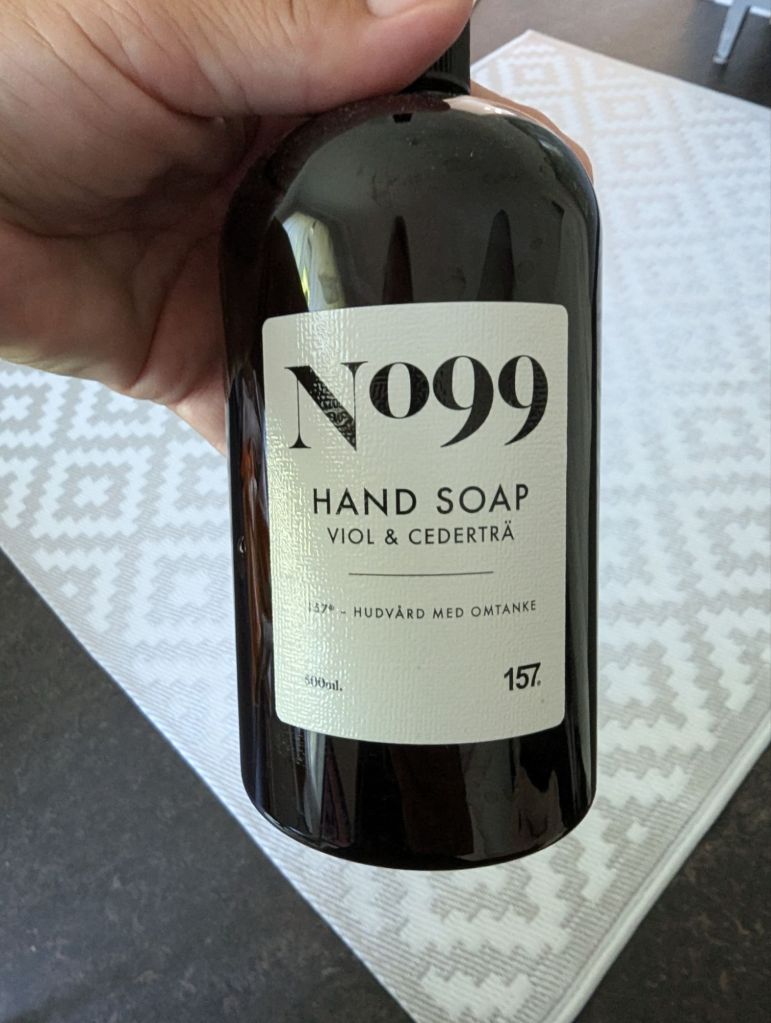 No99
HAND SOAP
VIOL & CEDERTRÄ
157® – HUDVÅRD MED OMTANKE
500ml.
157®